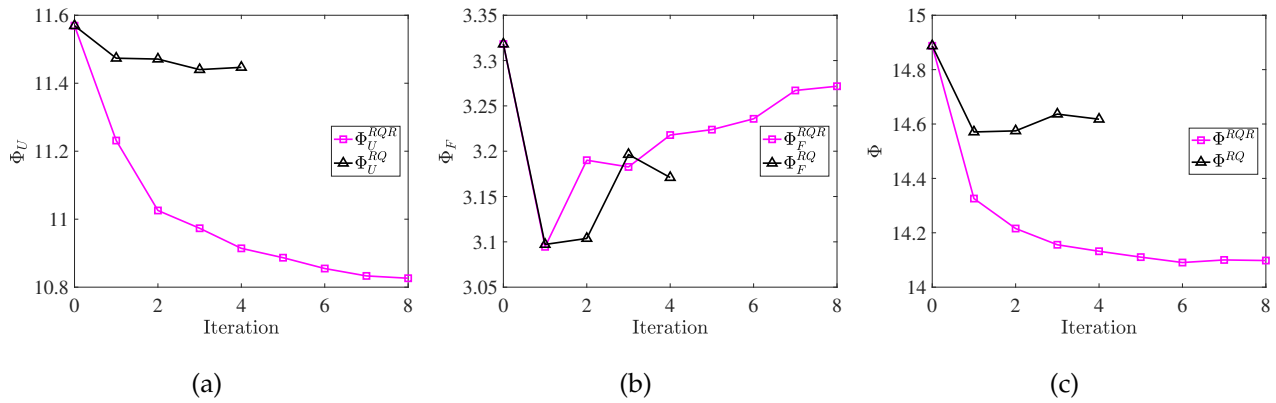 11.6
11.4
11.2
11
10.8
Φ_U
0 2 4 6 8
Iteration
Φ_U^{RQR}
Φ_U^{RQ}
(a)
3.35
3.3
3.25
3.2
3.15
3.1
3.05
Φ_F
0 2 4 6 8
Iteration
Φ_F^{RQR}
Φ_F^{RQ}
(b)
15
14.8
14.6
14.4
14.2
14
Φ
0 2 4 6 8
Iteration
Φ^{RQR}
Φ^{RQ}
(c)